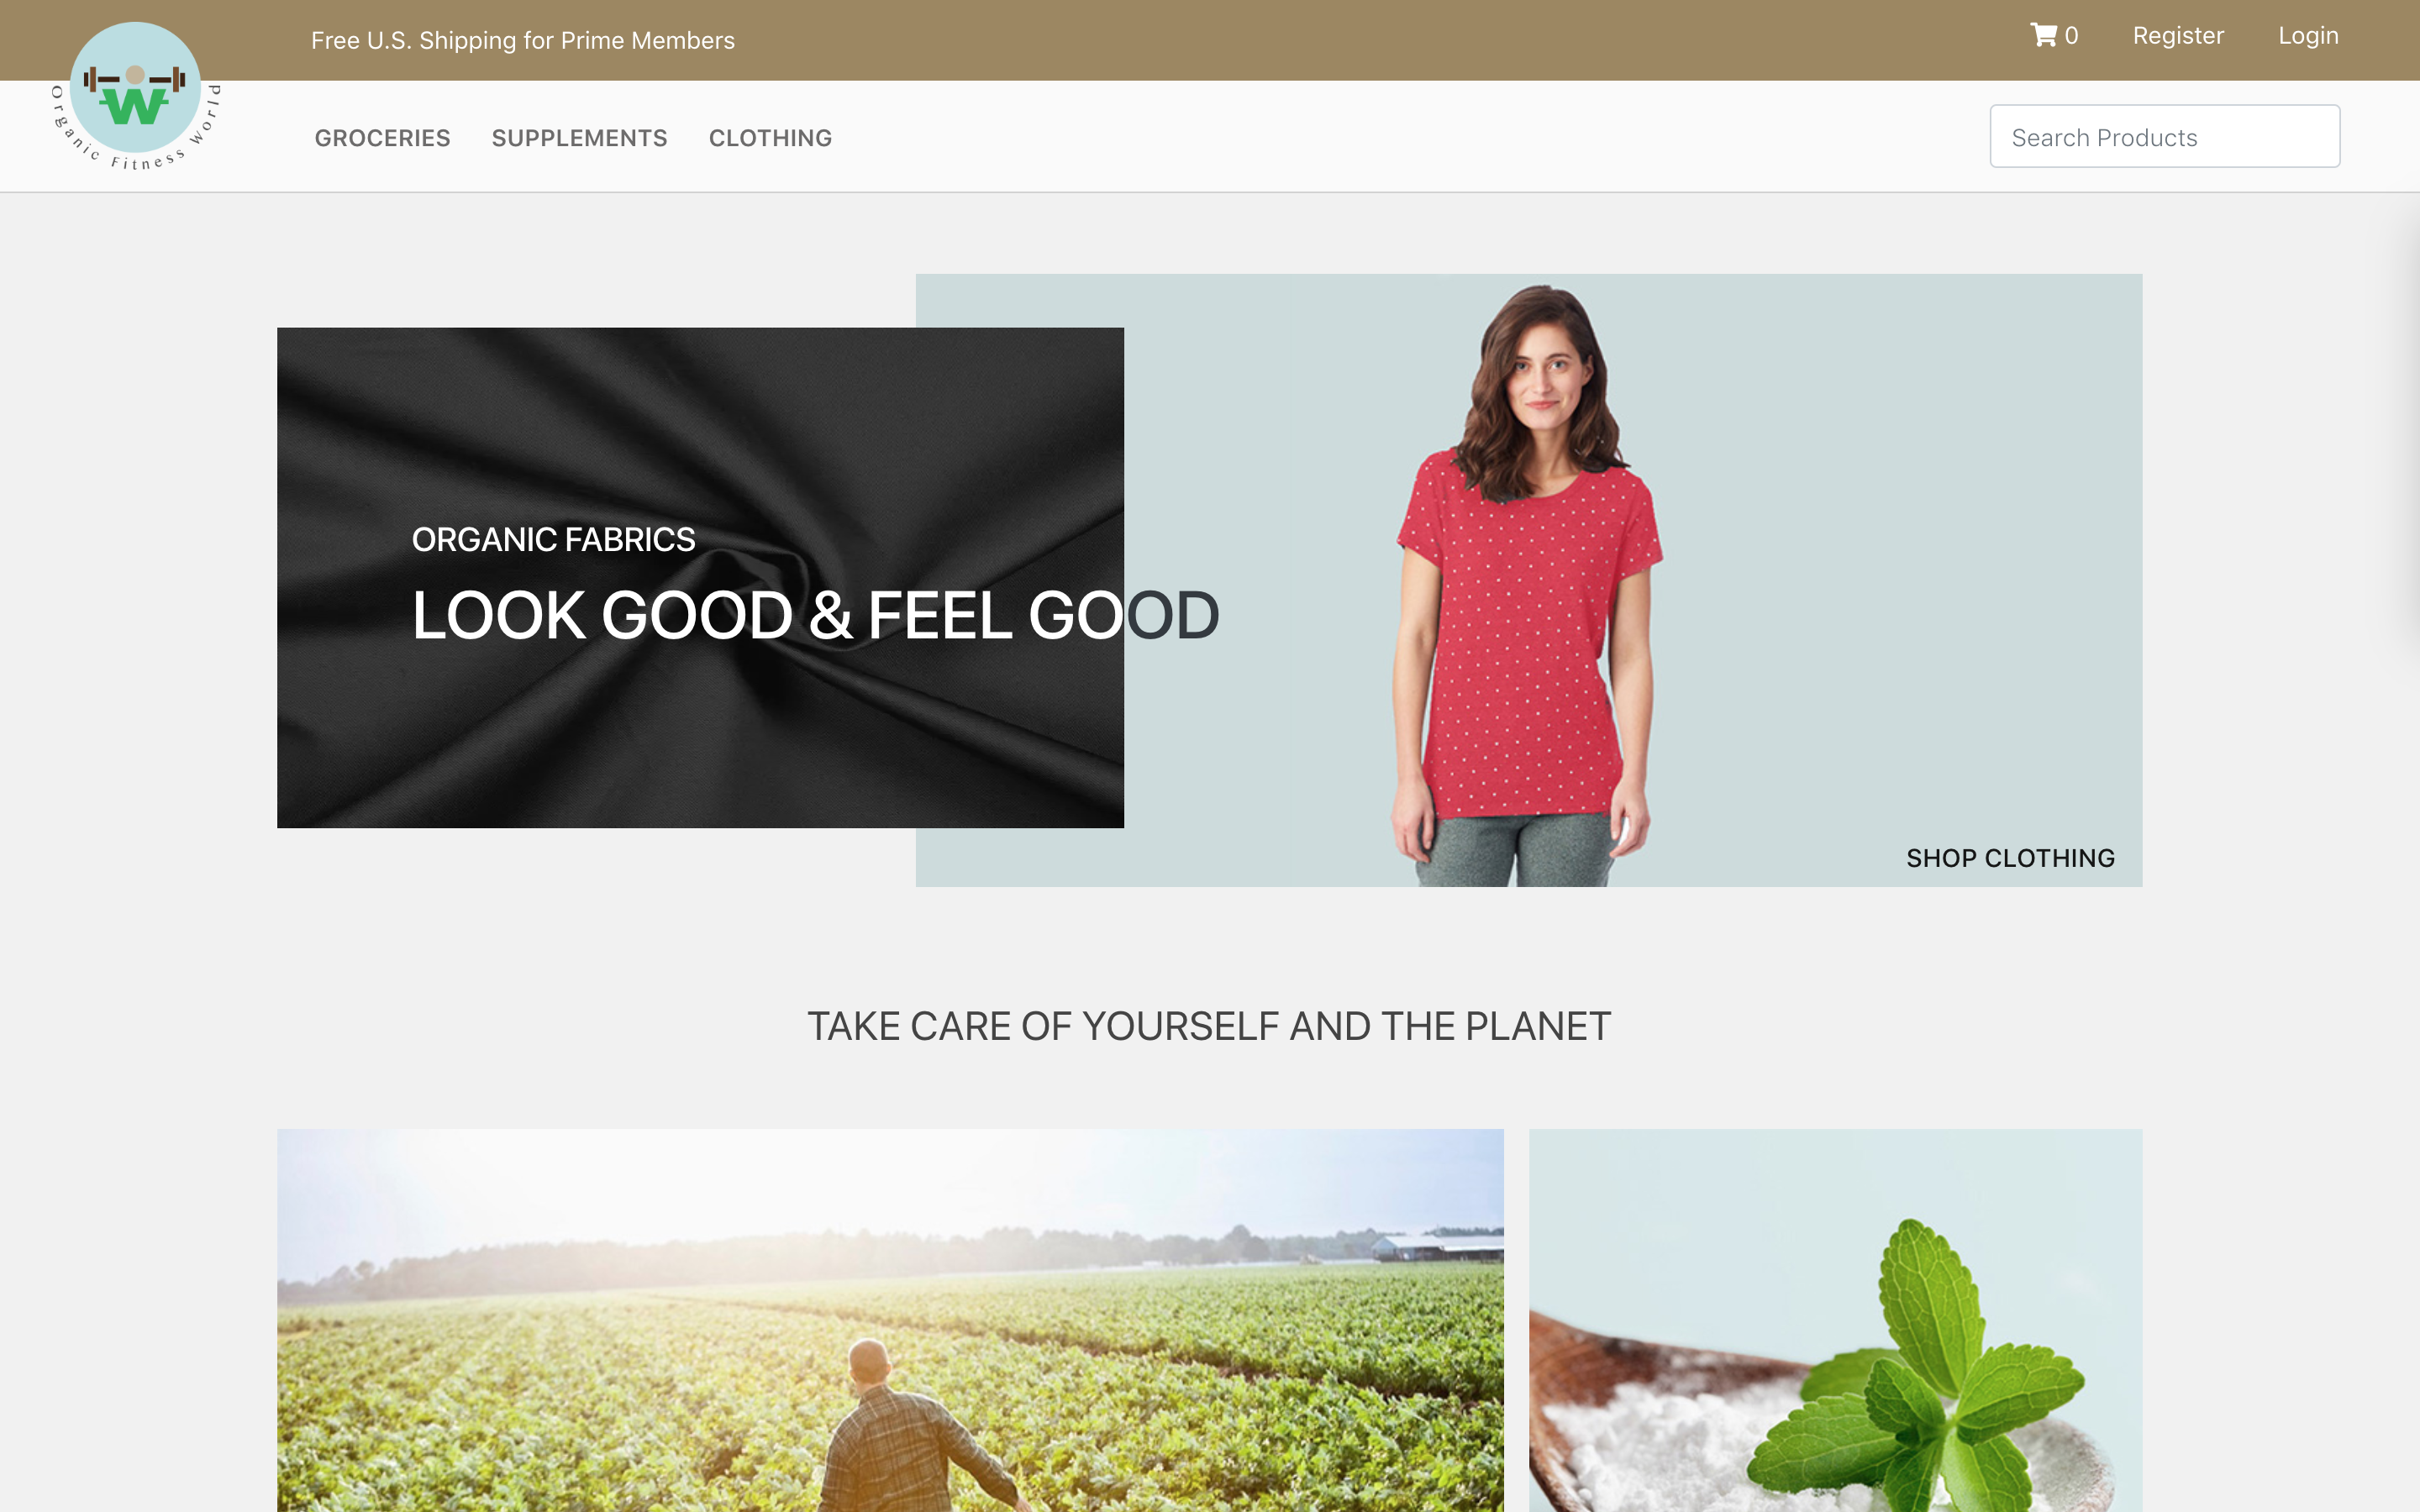 Free U.S. Shipping for Prime Members
0
Register
Login
Organic Fitness World
W
GROCERIES
SUPPLEMENTS
CLOTHING
Search Products
ORGANIC FABRICS
LOOK GOOD & FEEL GOOD
SHOP CLOTHING
TAKE CARE OF YOURSELF AND THE PLANET